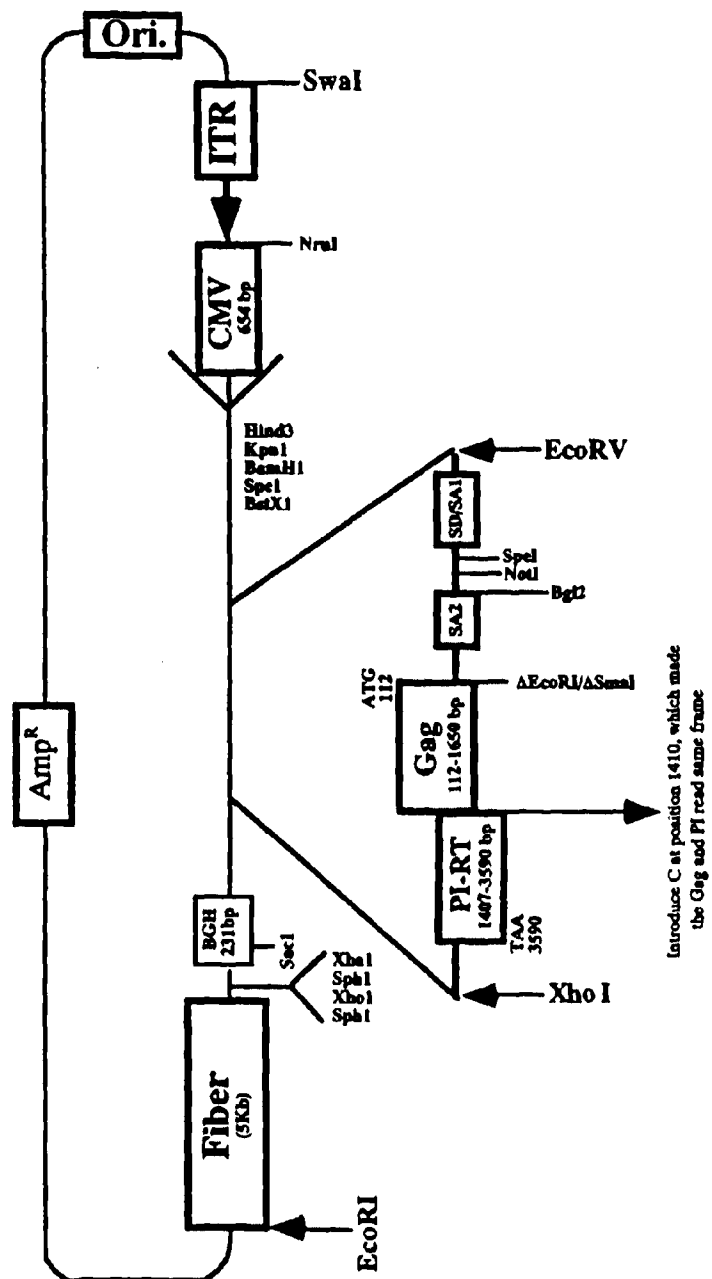 Ori.
SwaI
ITR
NruI
CMV
654 bp
Hind3
Kpn1
BamH1
Spe1
BstX1
EcoRV
SD/SA1
SpeI
NotI
Bgl2
SA2
ATG
112
ΔEcoRI/ΔSmaI
Gag
112-1650 bp
Amp^R
PI-RT
1407-3590 bp
TAA
3590
Introduce C at position 1410, which made
the Gag and PI read same frame
BGH
231bp
Sac1
Xba1
Sph1
Xho1
Sph1
Xho I
Fiber
(5Kb)
EcoRI